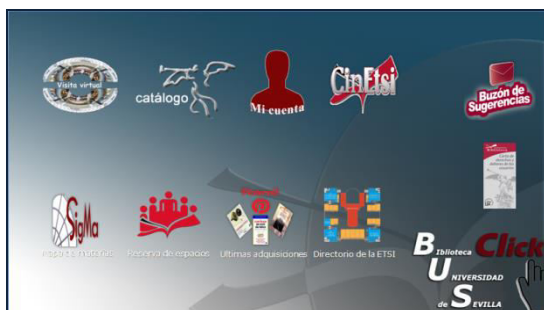 Visita virtual
catálogo
Mi cuenta
CinEtsi
Buzón de
Sugerencias
SigMa
Reserva de espacios
Pinterest
Ultimas adquisiciones
Directorio de la ETSI
Biblioteca
UNIVERSIDAD
de SEVILLA
Click